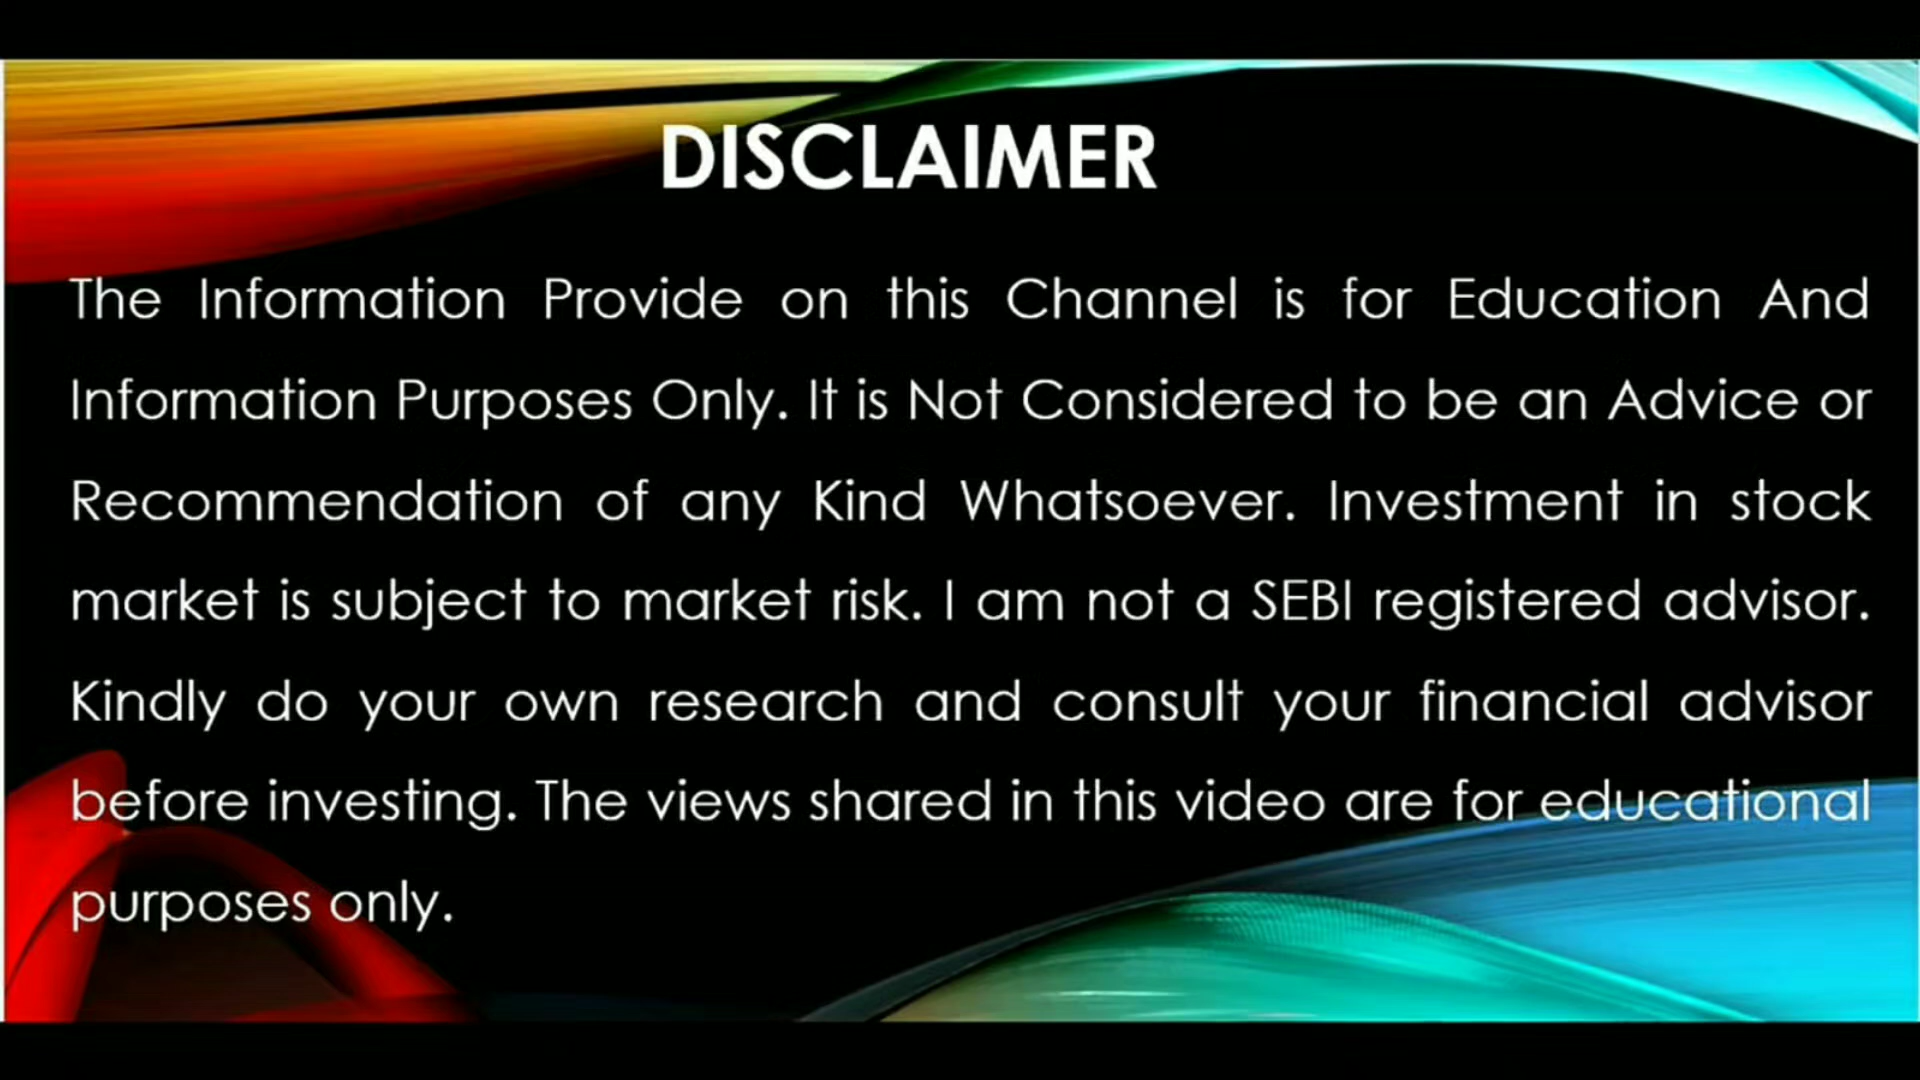 DISCLAIMER
The Information Provide on this Channel is for Education And
Information Purposes Only. It is Not Considered to be an Advice or
Recommendation of any Kind Whatsoever. Investment in stock
market is subject to market risk. I am not a SEBI registered advisor.
Kindly do your own research and consult your financial advisor
before investing. The views shared in this video are for educational
purposes only.